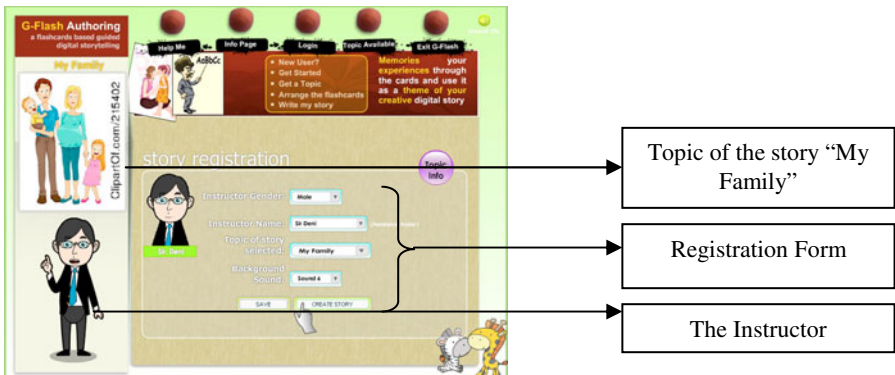 G-Flash Authoring
a flashcards based guided
digital storytelling
My Family
ClipartOf.com/215402
Help Me
Info Page
Login
Topic Available
Exit G-Flash
AaBbCc
New User?
Get Started
Get a Topic
Arrange the flashcards
Write my story
Memories your
experiences through
the cards and use it
as a theme of your
creative digital story
story registration
Topic
Info
Instructor Gender:
Male
Instructor Name:
Sir Deni
Sir Deni
Topic of story
selected:
My Family
Background
Sound:
Sound 6
SAVE
CREATE STORY
Topic of the story “My
Family”
Registration Form
The Instructor